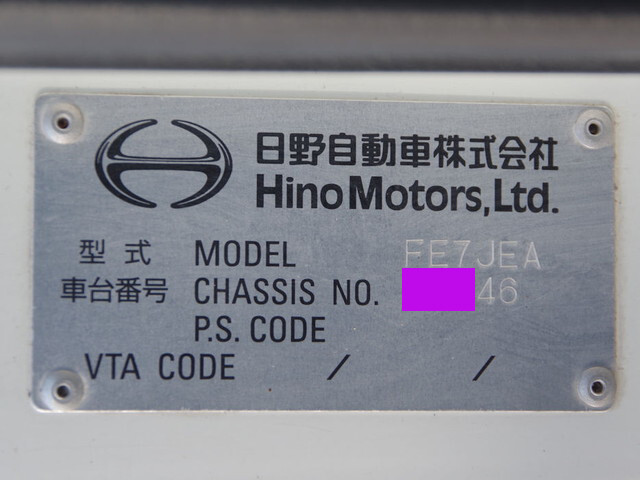 日野自動車株式会社
Hino Motors, Ltd.
型式 MODEL FE7JEA
車台番号 CHASSIS NO. 46
P.S. CODE
VTA CODE / /